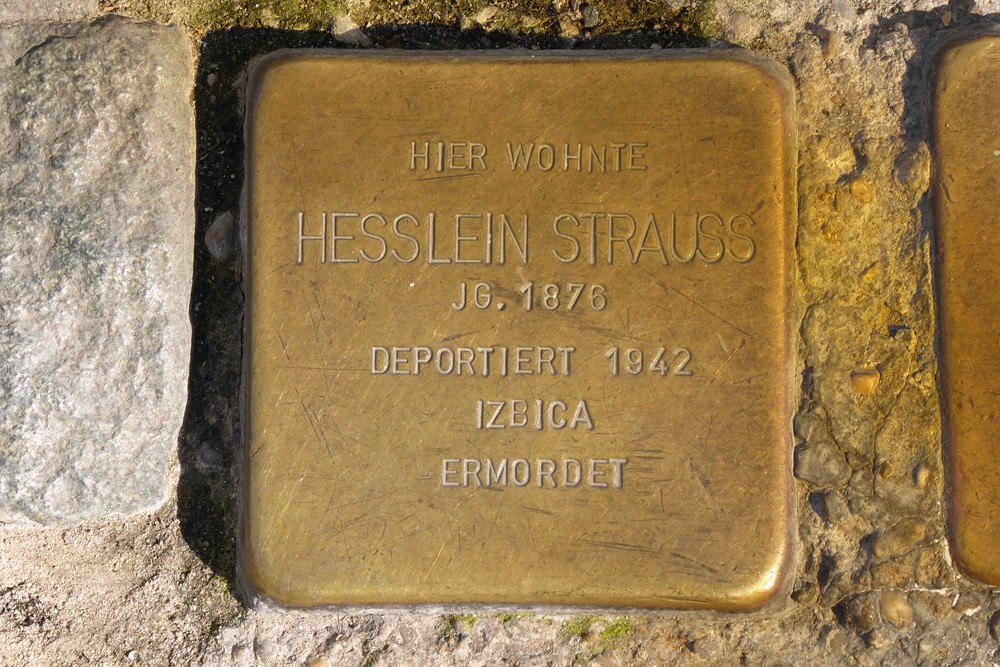 HIER WOHNTE
HESSLEIN STRAUSS
JG. 1876
DEPORTIERT 1942
IZBICA
ERMORDET